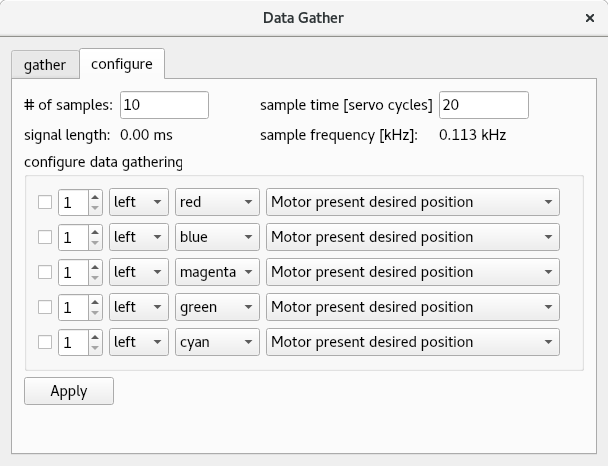 Data Gather ×
gather configure
# of samples: 10 sample time [servo cycles] 20
signal length: 0.00 ms sample frequency [kHz]: 0.113 kHz
configure data gathering
1 left red Motor present desired position
1 left blue Motor present desired position
1 left magenta Motor present desired position
1 left green Motor present desired position
1 left cyan Motor present desired position
Apply